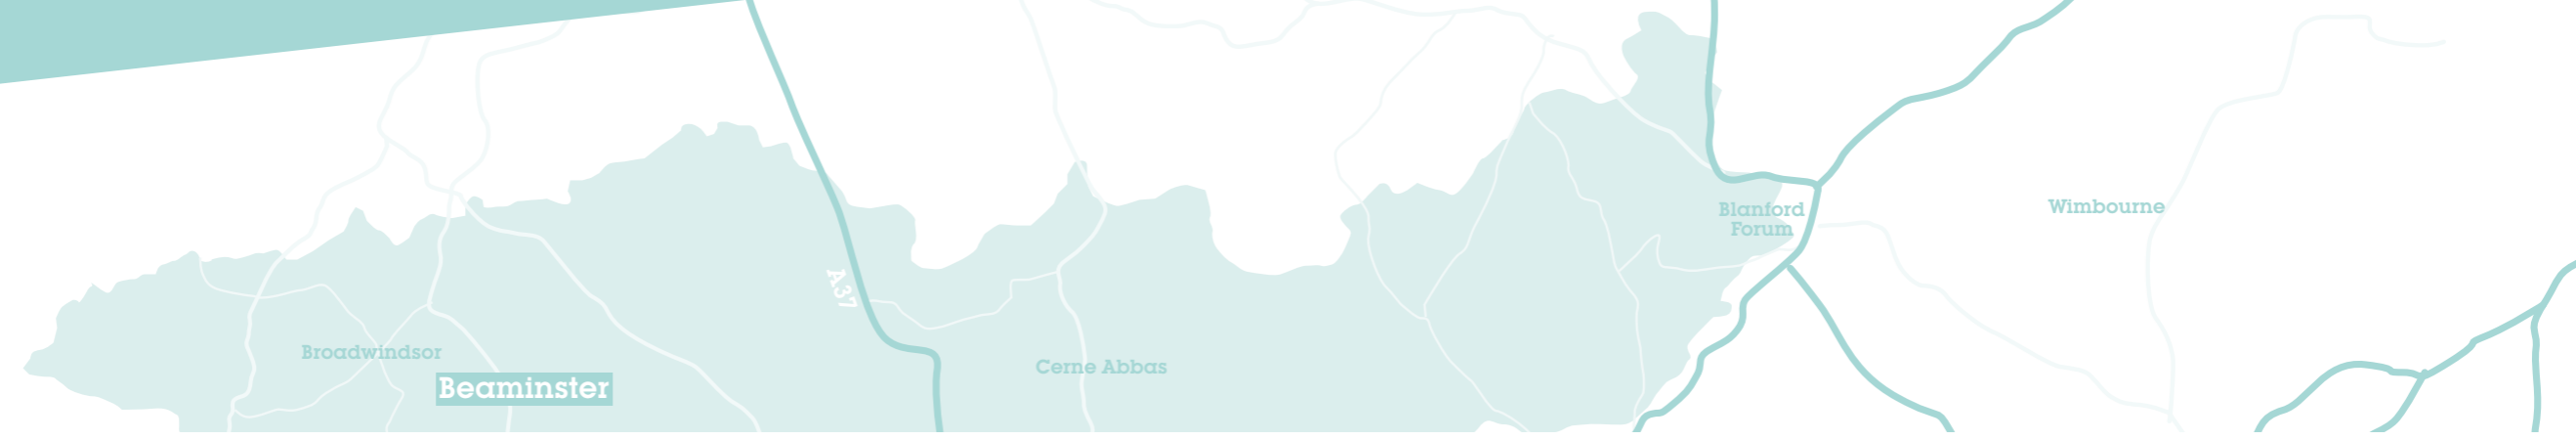 Blanford
Forum
Wimbourne
A37
Broadwindsor
Cerne Abbas
Beaminster